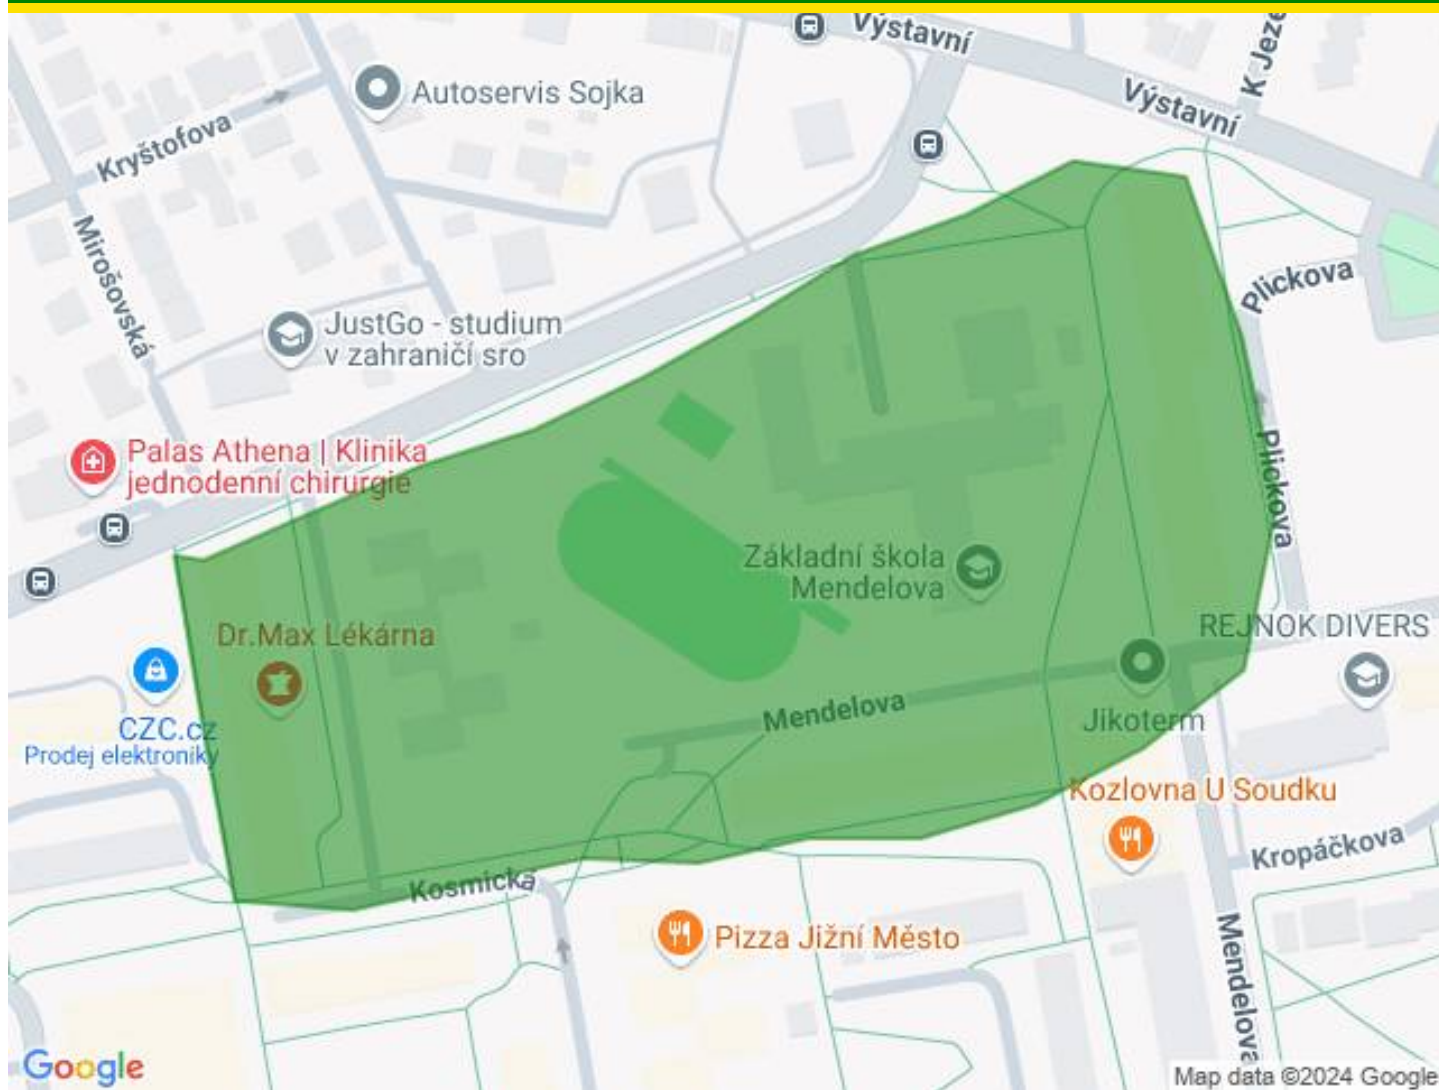 Výstavní
K Jeze
Autoservis Sojka
Výstavní
Kryštofova
Mirošovská
Plickova
JustGo - studium
v zahraničí sro
Palas Athena | Klinika
jednodenní chirurgie
Plickova
Základní škola
Mendelova
Dr.Max Lékárna
REJNOK DIVERS
CZC.cz
Prodej elektroniky
Mendelova
Jikoterm
Kozlovna U Soudku
Kropáčkova
Kosmická
Pizza Jižní Město
Mendelova
Google
Map data ©2024 Google